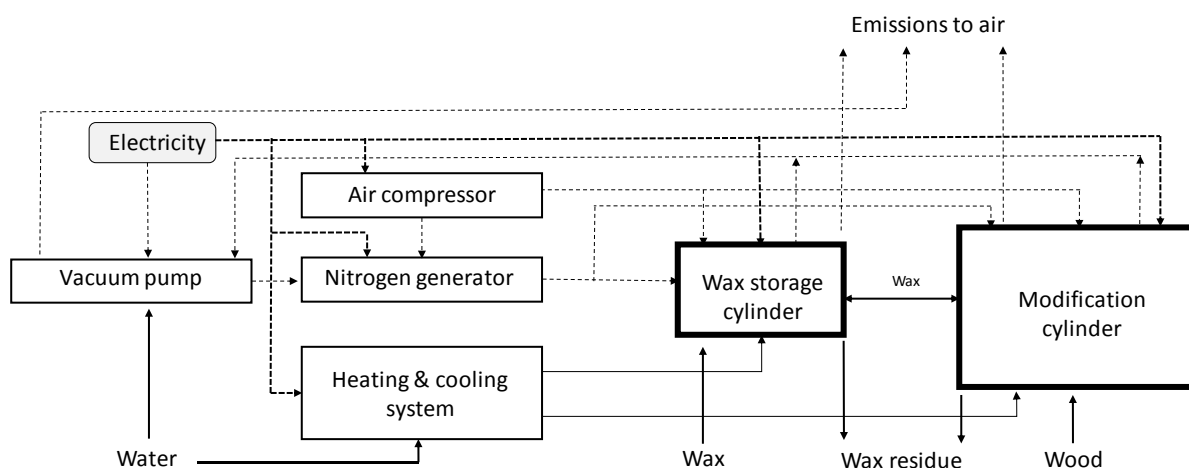 Emissions to air
Electricity
Air compressor
Vacuum pump
Nitrogen generator
Wax storage
cylinder
Wax
Modification
cylinder
Heating & cooling
system
Water
Wax
Wax residue
Wood